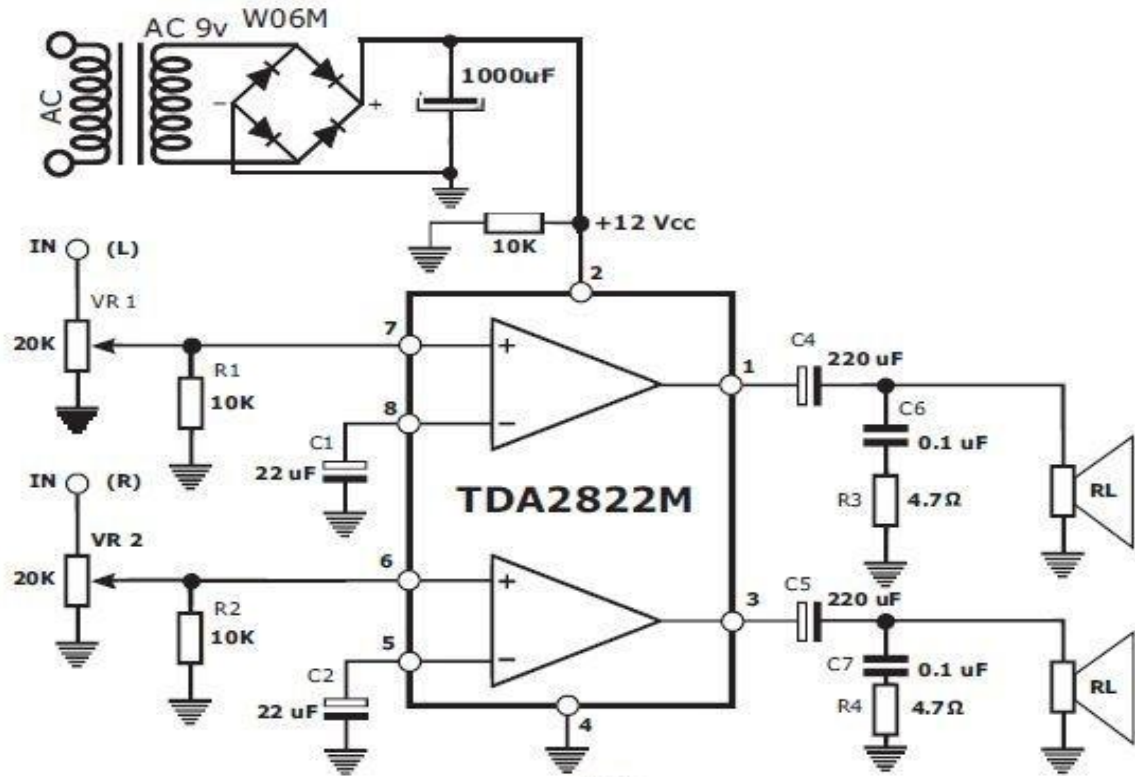 AC 9v W06M
1000uF
AC
− +
+12 Vcc
10K
IN (L)
VR 1
20K
2
7
+
R1
10K
8
−
C1
22 uF
1
C4
220 uF
C6
0.1 uF
R3
4.7Ω
RL
TDA2822M
IN (R)
VR 2
20K
6
+
R2
10K
5
−
C2
22 uF
3
C5
220 uF
C7
0.1 uF
R4
4.7Ω
RL
4